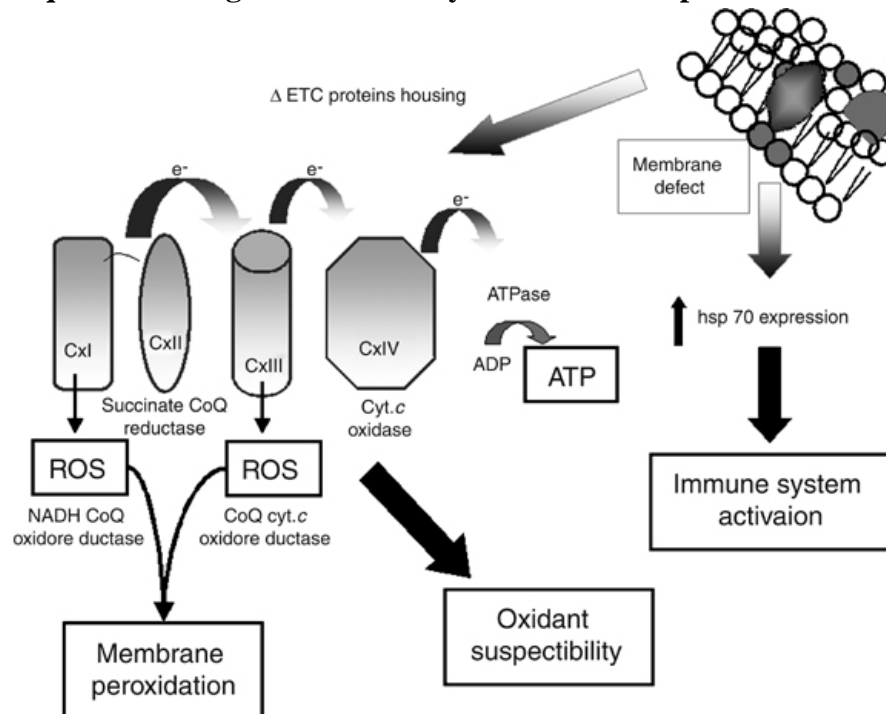 Δ ETC proteins housing
Membrane
defect
e-
e-
e-
ATPase
hsp 70 expression
CxI
CxII
CxIII
CxIV
ADP
ATP
Succinate CoQ
reductase
Cyt.c
oxidase
ROS
ROS
Immune system
activaion
NADH CoQ
oxidore ductase
CoQ cyt.c
oxidore ductase
Oxidant
suspectibility
Membrane
peroxidation